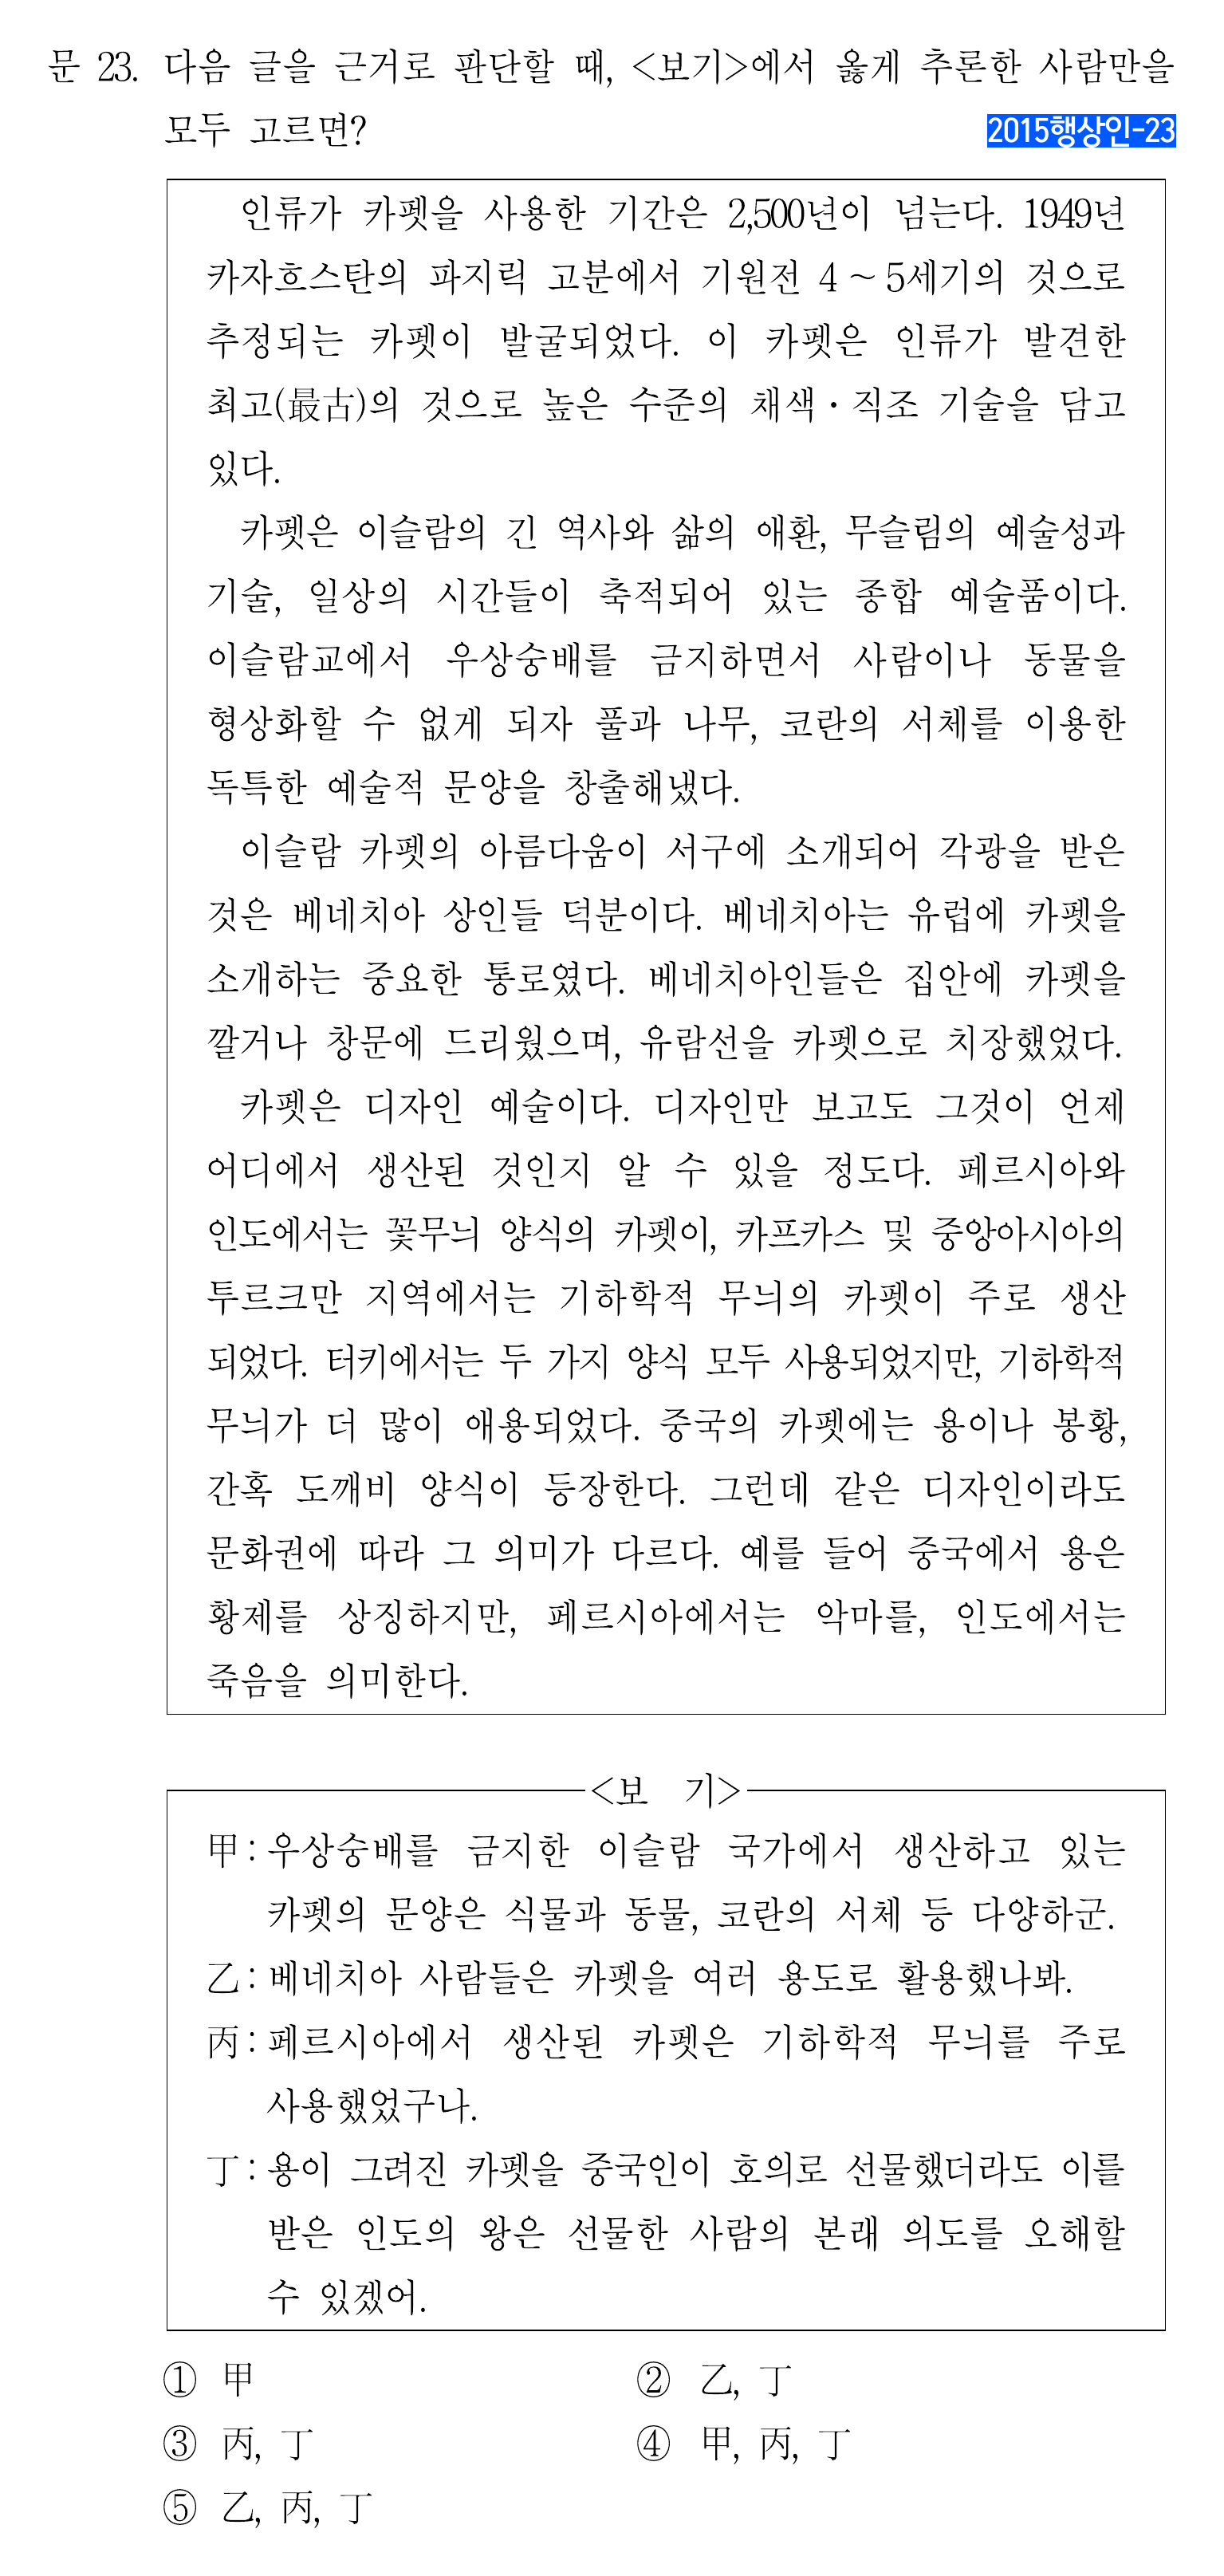 문 23. 다음 글을 근거로 판단할 때, <보기>에서 옳게 추론한 사람만을
모두 고르면?
2015행상인-23
인류가 카펫을 사용한 기간은 2,500년이 넘는다. 1949년
카자흐스탄의 파지릭 고분에서 기원전 4 ~ 5세기의 것으로
추정되는 카펫이 발굴되었다. 이 카펫은 인류가 발견한
최고(最古)의 것으로 높은 수준의 채색·직조 기술을 담고
있다.
카펫은 이슬람의 긴 역사와 삶의 애환, 무슬림의 예술성과
기술, 일상의 시간들이 축적되어 있는 종합 예술품이다.
이슬람교에서 우상숭배를 금지하면서 사람이나 동물을
형상화할 수 없게 되자 풀과 나무, 코란의 서체를 이용한
독특한 예술적 문양을 창출해냈다.
이슬람 카펫의 아름다움이 서구에 소개되어 각광을 받은
것은 베네치아 상인들 덕분이다. 베네치아는 유럽에 카펫을
소개하는 중요한 통로였다. 베네치아인들은 집안에 카펫을
깔거나 창문에 드리웠으며, 유람선을 카펫으로 치장했었다.
카펫은 디자인 예술이다. 디자인만 보고도 그것이 언제
어디에서 생산된 것인지 알 수 있을 정도다. 페르시아와
인도에서는 꽃무늬 양식의 카펫이, 카프카스 및 중앙아시아의
투르크만 지역에서는 기하학적 무늬의 카펫이 주로 생산
되었다. 터키에서는 두 가지 양식 모두 사용되었지만, 기하학적
무늬가 더 많이 애용되었다. 중국의 카펫에는 용이나 봉황,
간혹 도깨비 양식이 등장한다. 그런데 같은 디자인이라도
문화권에 따라 그 의미가 다르다. 예를 들어 중국에서 용은
황제를 상징하지만, 페르시아에서는 악마를, 인도에서는
죽음을 의미한다.
<보 기>
甲: 우상숭배를 금지한 이슬람 국가에서 생산하고 있는
카펫의 문양은 식물과 동물, 코란의 서체 등 다양하군.
乙: 베네치아 사람들은 카펫을 여러 용도로 활용했나봐.
丙: 페르시아에서 생산된 카펫은 기하학적 무늬를 주로
사용했었구나.
丁: 용이 그려진 카펫을 중국인이 호의로 선물했더라도 이를
받은 인도의 왕은 선물한 사람의 본래 의도를 오해할
수 있겠어.
① 甲 ② 乙, 丁
③ 丙, 丁 ④ 甲, 丙, 丁
⑤ 乙, 丙, 丁